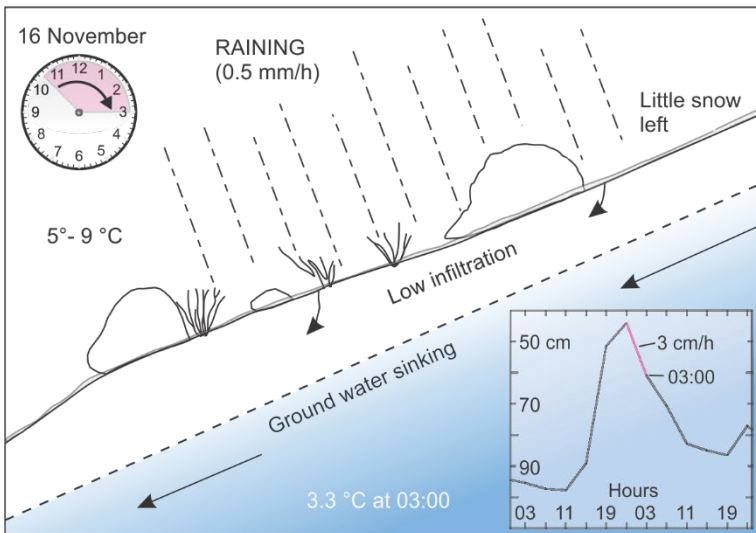 16 November
12
1
2
3
4
5
6
7
8
9
10
11
RAINING
(0.5 mm/h)
Little snow
left
5°- 9 °C
Low infiltration
Ground water sinking
3.3 °C at 03:00
50 cm
70
90
3 cm/h
03:00
Hours
03 11 19 03 11 19